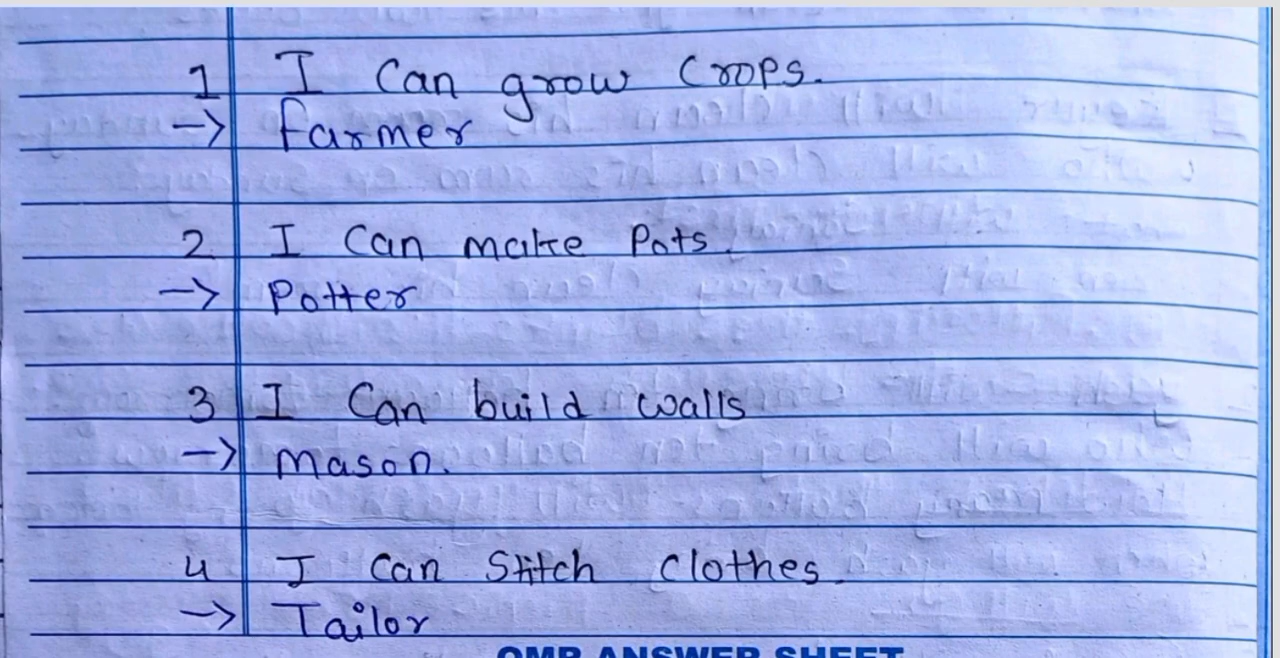 1 I Can grow Crops.
→ farmer
2 I Can make Pots.
→ Potter
3 I Can build walls
→ Mason.
4 I Can Stitch Clothes.
→ Tailor
OMR ANSWER SHEET